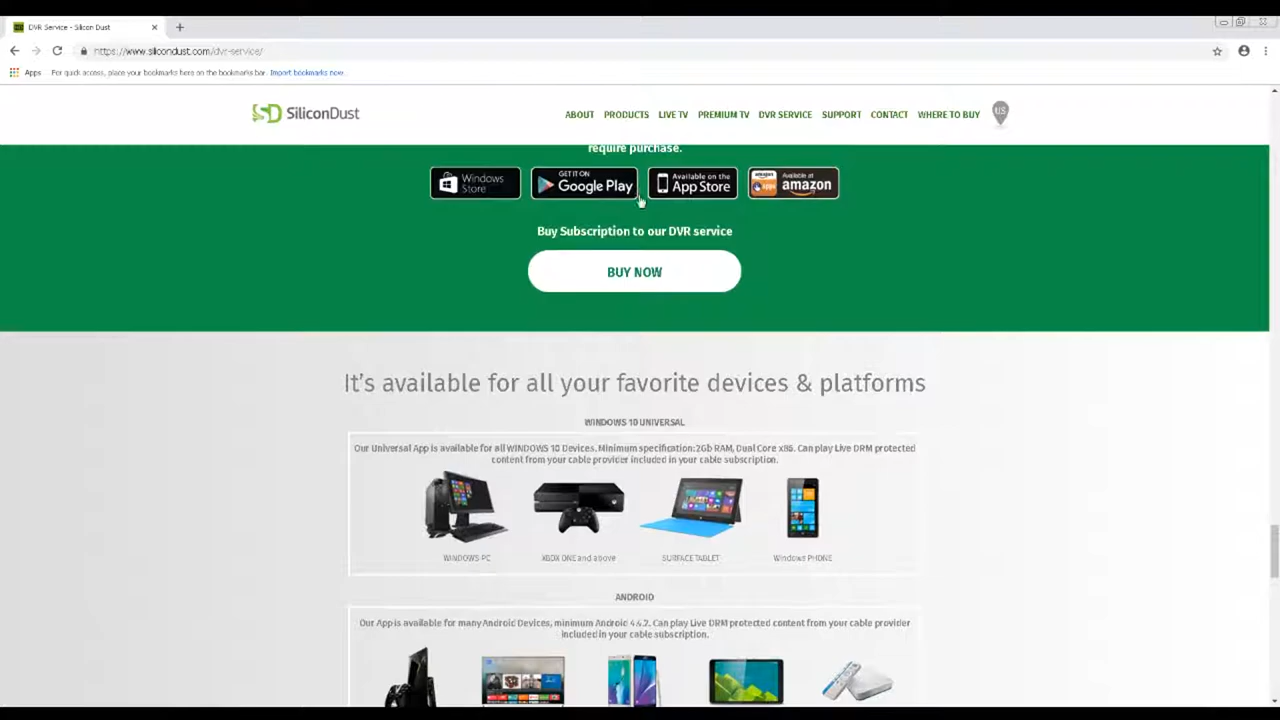 DVR Service - Silicon Dust
https://www.silicondust.com/dvr-service/
Apps For quick access, place your bookmarks here on the bookmarks bar. Import bookmarks now...
SD SiliconDust
ABOUT PRODUCTS LIVE TV PREMIUM TV DVR SERVICE SUPPORT CONTACT WHERE TO BUY US
require purchase.
Windows Store
GET IT ON Google Play
Available on the App Store
Available at amazon
Buy Subscription to our DVR service
BUY NOW
It's available for all your favorite devices & platforms
WINDOWS 10 UNIVERSAL
Our Universal App is available for all WINDOWS 10 Devices. Minimum specification: 2Gb RAM, Dual Core x86. Can play Live DRM protected
content from your cable provider included in your cable subscription.
WINDOWS PC XBOX ONE and above SURFACE TABLET Windows PHONE
ANDROID
Our App is available for many Android Devices, minimum Android 4.4.2. Can play Live DRM protected content from your cable provider
included in your cable subscription.